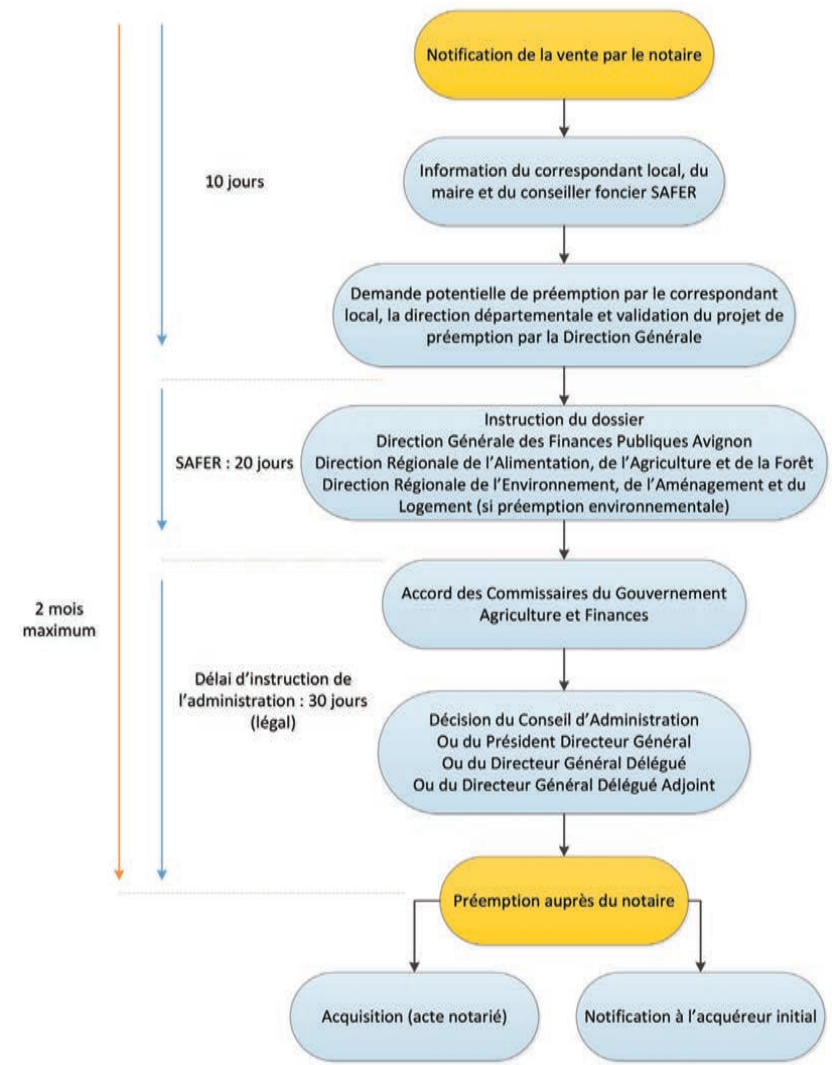 Notification de la vente par le notaire
10 jours
Information du correspondant local, du
maire et du conseiller foncier SAFER
Demande potentielle de préemption par le correspondant
local, la direction départementale et validation du projet de
préemption par la Direction Générale
SAFER : 20 jours
Instruction du dossier
Direction Générale des Finances Publiques Avignon
Direction Régionale de l'Alimentation, de l'Agriculture et de la Forêt
Direction Régionale de l'Environnement, de l'Aménagement et du
Logement (si préemption environnementale)
2 mois
maximum
Accord des Commissaires du Gouvernement
Agriculture et Finances
Délai d'instruction de
l'administration : 30 jours
(légal)
Décision du Conseil d'Administration
Ou du Président Directeur Général
Ou du Directeur Général Délégué
Ou du Directeur Général Délégué Adjoint
Préemption auprès du notaire
Acquisition (acte notarié)
Notification à l'acquéreur initial